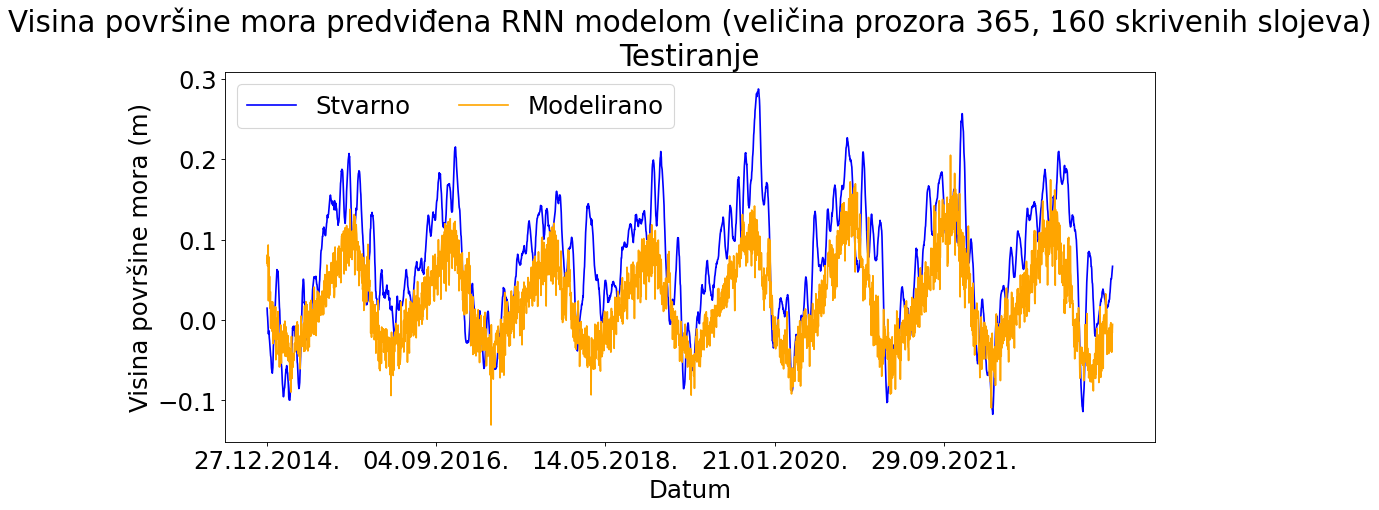 Visina površine mora predviđena RNN modelom (veličina prozora 365, 160 skrivenih slojeva)
Testiranje
Stvarno
Modelirano
Visina površine mora (m)
0.3
0.2
0.1
0.0
−0.1
27.12.2014.
04.09.2016.
14.05.2018.
21.01.2020.
29.09.2021.
Datum